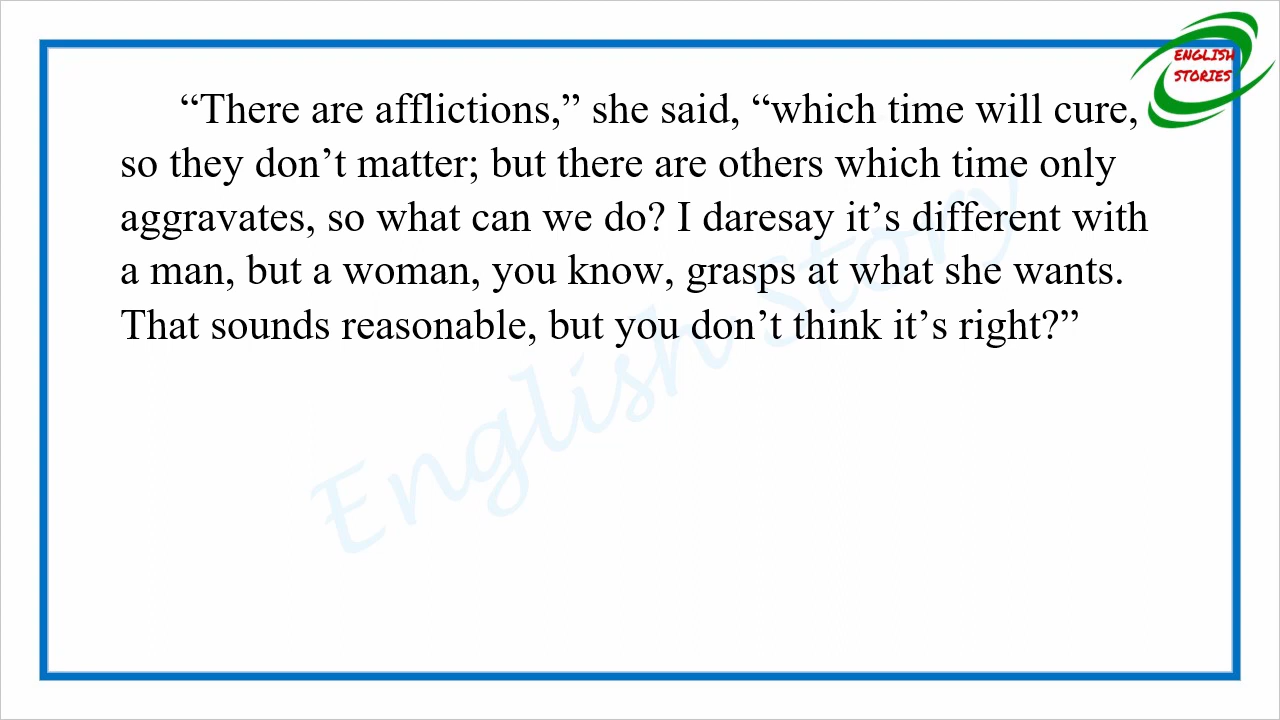 ENGLISH
STORIES
“There are afflictions,” she said, “which time will cure,
so they don’t matter; but there are others which time only
aggravates, so what can we do? I daresay it’s different with
a man, but a woman, you know, grasps at what she wants.
That sounds reasonable, but you don’t think it’s right?”
English Story